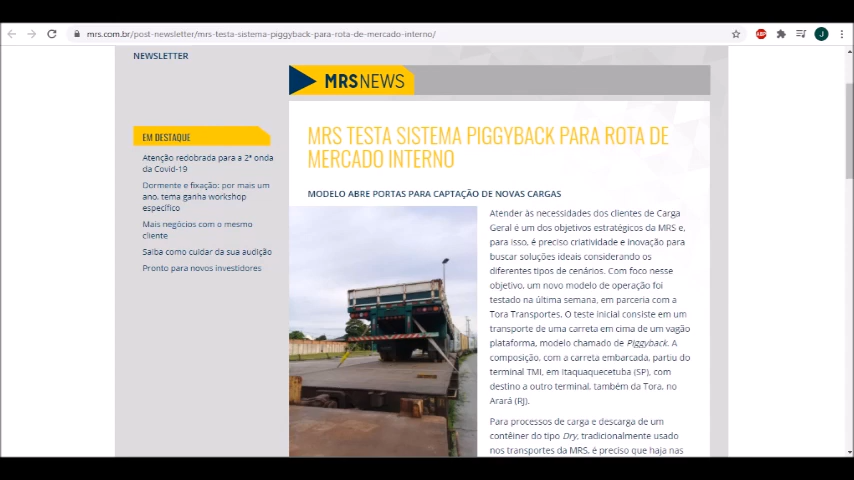 mrs.com.br/post-newsletter/mrs-testa-sistema-piggyback-para-rota-de-mercado-interno/
ABP
J
NEWSLETTER
MRSNEWS
EM DESTAQUE
Atenção redobrada para a 2ª onda
da Covid-19
Dormente e fixação: por mais um
ano, tema ganha workshop
específico
Mais negócios com o mesmo
cliente
Saiba como cuidar da sua audição
Pronto para novos investidores
MRS TESTA SISTEMA PIGGYBACK PARA ROTA DE
MERCADO INTERNO
MODELO ABRE PORTAS PARA CAPTAÇÃO DE NOVAS CARGAS
Atender às necessidades dos clientes de Carga
Geral é um dos objetivos estratégicos da MRS e,
para isso, é preciso criatividade e inovação para
buscar soluções ideais considerando os
diferentes tipos de cenários. Com foco nesse
objetivo, um novo modelo de operação foi
testado na última semana, em parceria com a
Tora Transportes. O teste inicial consiste em um
transporte de uma carreta em cima de um vagão
plataforma, modelo chamado de Piggyback. A
composição, com a carreta embarcada, partiu do
terminal TMI, em Itaquaquecetuba (SP), com
destino a outro terminal, também da Tora, no
Arará (RJ).
Para processos de carga e descarga de um
contêiner do tipo Dry, tradicionalmente usado
nos transportes da MRS, é preciso que haja nas